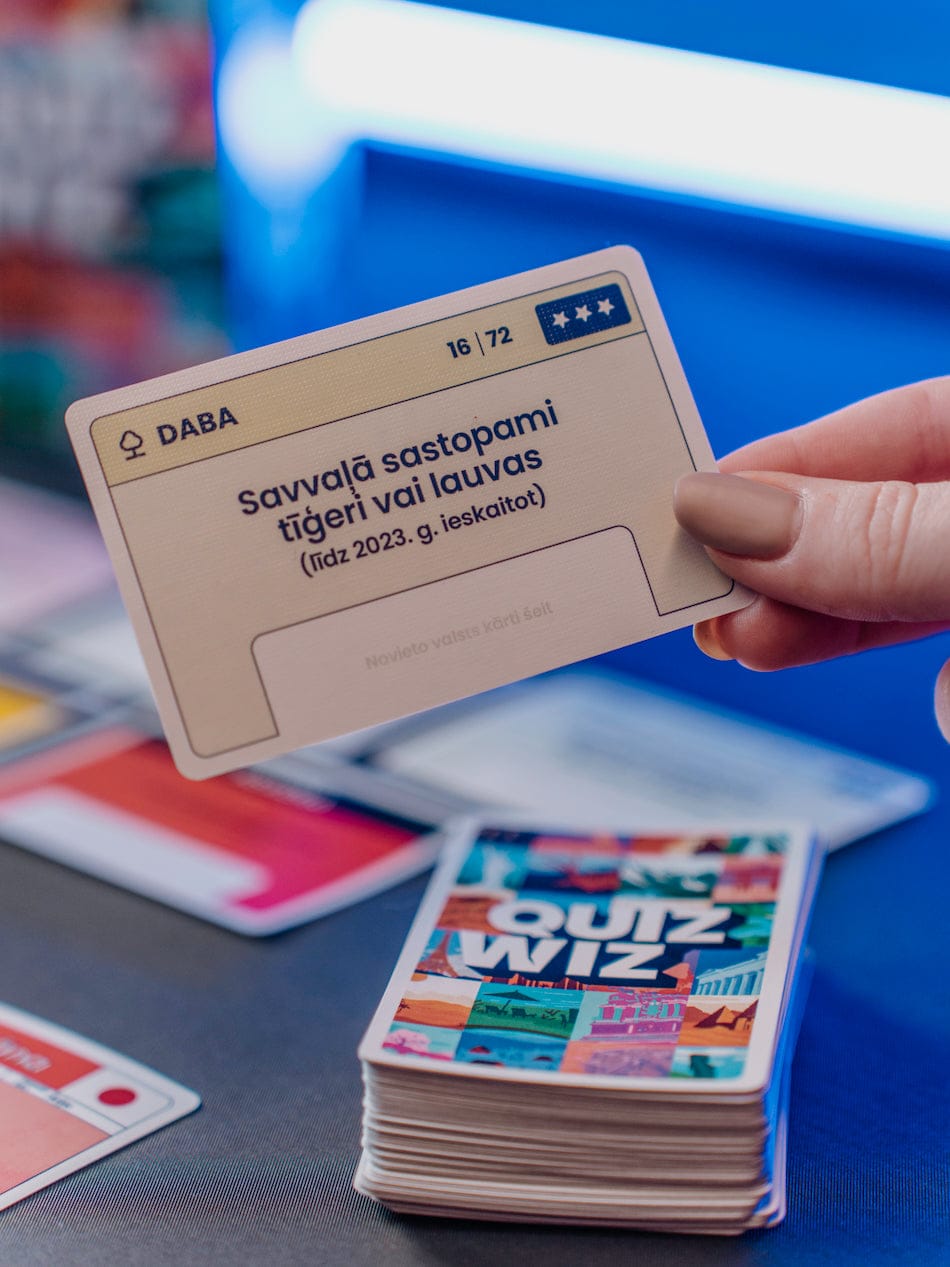 16 | 72
DABA
Savvaļā sastopami
tīģeri vai lauvas
(līdz 2023. g. ieskaitot)
Novieto valsts kārti šeit
QUIZ
WIZ